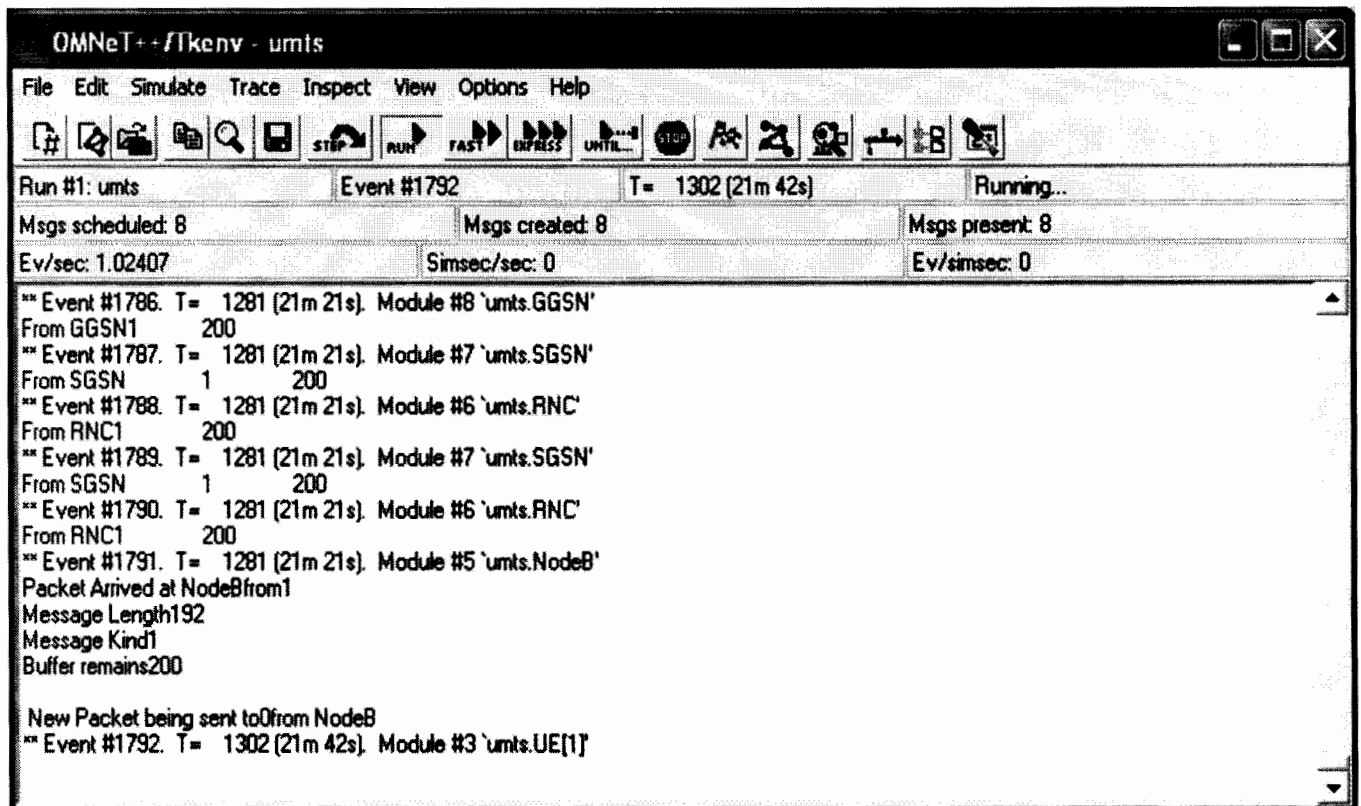 OMNeT++/Tkenv - umts
File Edit Simulate Trace Inspect View Options Help
STEP RUN FAST EXPRESS UNTIL... STOP
Run #1: umts Event #1792 T= 1302 (21m 42s) Running...
Msgs scheduled: 8 Msgs created: 8 Msgs present: 8
Ev/sec: 1.02407 Simsec/sec: 0 Ev/simsec: 0
** Event #1786. T= 1281 (21m 21s). Module #8 `umts.GGSN'
From GGSN1 200
** Event #1787. T= 1281 (21m 21s). Module #7 `umts.SGSN'
From SGSN 1 200
** Event #1788. T= 1281 (21m 21s). Module #6 `umts.RNC'
From RNC1 200
** Event #1789. T= 1281 (21m 21s). Module #7 `umts.SGSN'
From SGSN 1 200
** Event #1790. T= 1281 (21m 21s). Module #6 `umts.RNC'
From RNC1 200
** Event #1791. T= 1281 (21m 21s). Module #5 `umts.NodeB'
Packet Arrived at NodeBfrom1
Message Length192
Message Kind1
Buffer remains200
New Packet being sent to0from NodeB
** Event #1792. T= 1302 (21m 42s). Module #3 `umts.UE[1]'